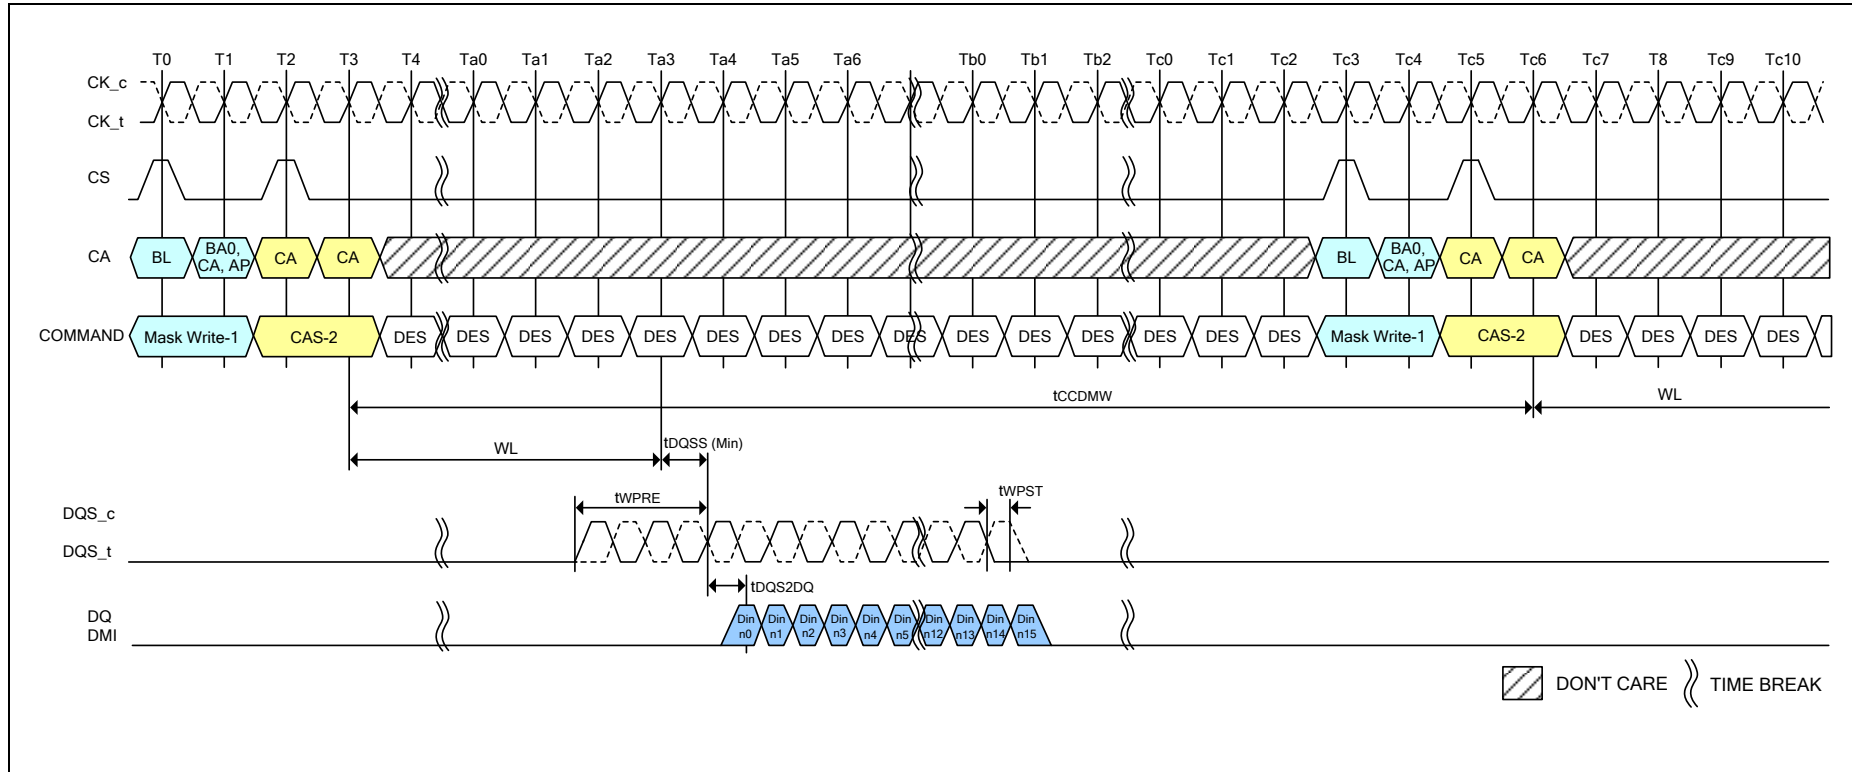 T0 T1 T2 T3 T4 Ta0 Ta1 Ta2 Ta3 Ta4 Ta5 Ta6 Tb0 Tb1 Tb2 Tc0 Tc1 Tc2 Tc3 Tc4 Tc5 Tc6 Tc7 T8 Tc9 Tc10
CK_c
CK_t
CS
CA BL BA0, CA, AP CA CA BL BA0, CA, AP CA CA
COMMAND Mask Write-1 CAS-2 DES DES DES DES DES DES DES DES DES DES DES DES DES DES DES Mask Write-1 CAS-2 DES DES DES DES
tCCDMW WL
WL tDQSS (Min)
tWPRE tWPST
DQS_c
DQS_t
tDQS2DQ
DQ
DMI
Din n0 Din n1 Din n2 Din n3 Din n4 Din n5 Din n12 Din n13 Din n14 Din n15
DON'T CARE TIME BREAK